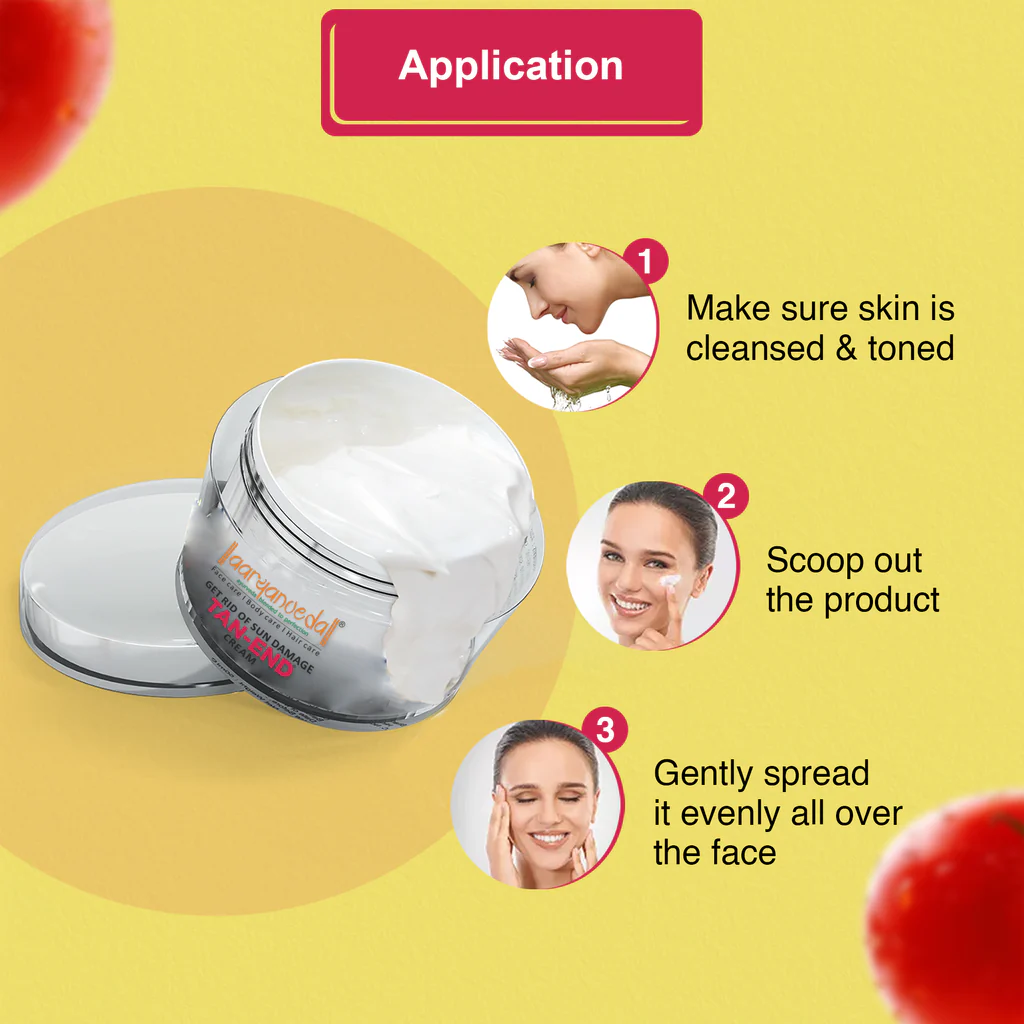 Application
1
Make sure skin is
cleansed & toned
2
Scoop out
the product
3
Gently spread
it evenly all over
the face
||aaryanveda||®
Face care I Body care I Hair care
GET RID OF SUN DAMAGE
TAN-END
CREAM